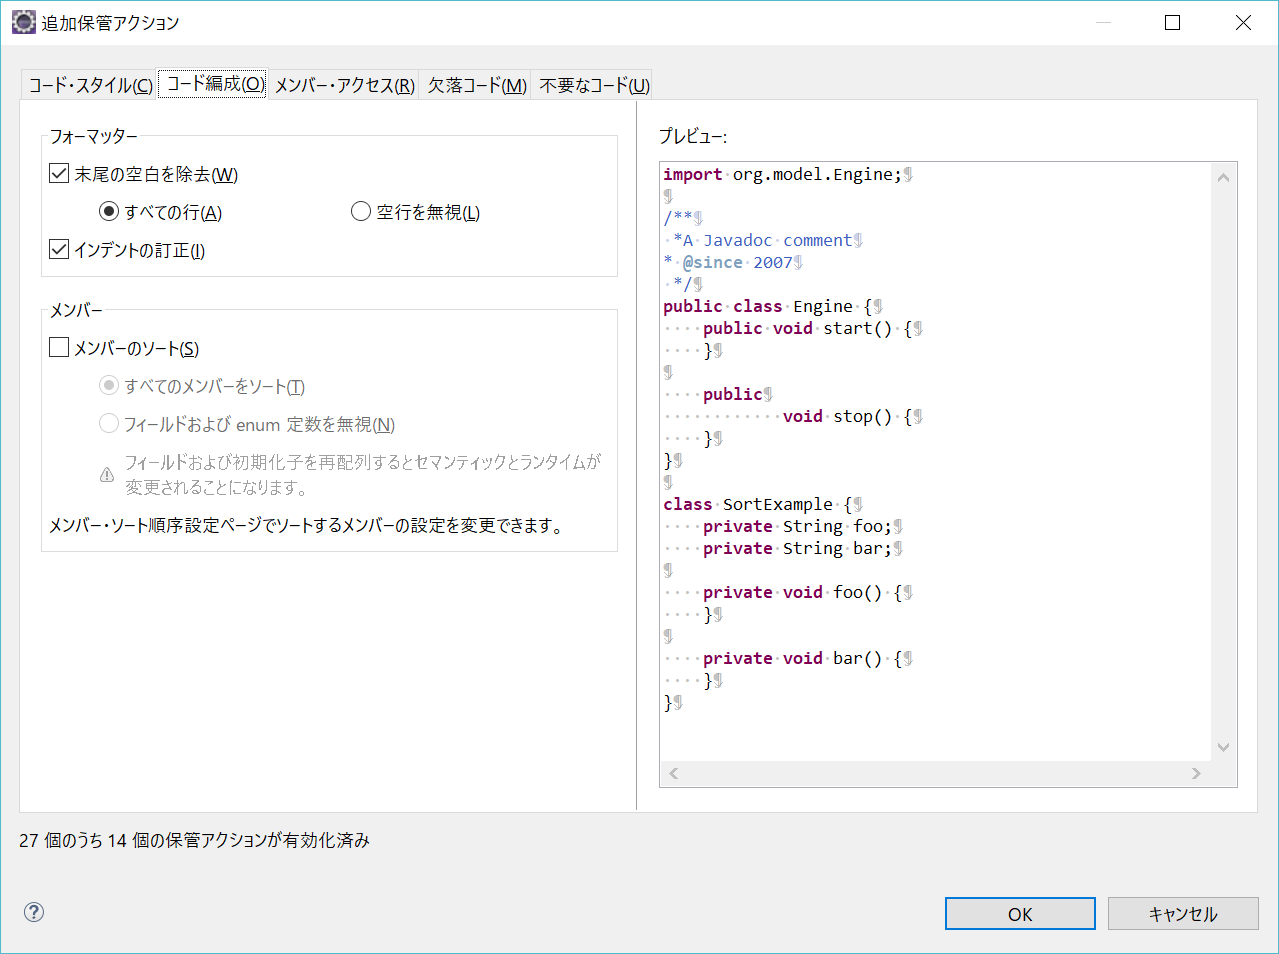 追加保管アクション
コード・スタイル(C) コード編成(O) メンバー・アクセス(R) 欠落コード(M) 不要なコード(U)
フォーマッター
末尾の空白を除去(W)
すべての行(A) 空行を無視(L)
インデントの訂正(I)
メンバー
メンバーのソート(S)
すべてのメンバーをソート(T)
フィールドおよび enum 定数を無視(N)
フィールドおよび初期化子を再配列するとセマンティックとランタイムが
変更されることになります。
メンバー・ソート順序設定ページでソートするメンバーの設定を変更できます。
プレビュー:
import·org.model.Engine;¶
¶
/**¶
·*A·Javadoc·comment¶
*·@since·2007¶
·*/¶
public·class·Engine·{¶
····public·void·start()·{¶
····}¶
¶
····public¶
············void·stop()·{¶
····}¶
}¶
¶
class·SortExample·{¶
····private·String·foo;¶
····private·String·bar;¶
¶
····private·void·foo()·{¶
····}¶
¶
····private·void·bar()·{¶
····}¶
}¶
27 個のうち 14 個の保管アクションが有効化済み
OK キャンセル